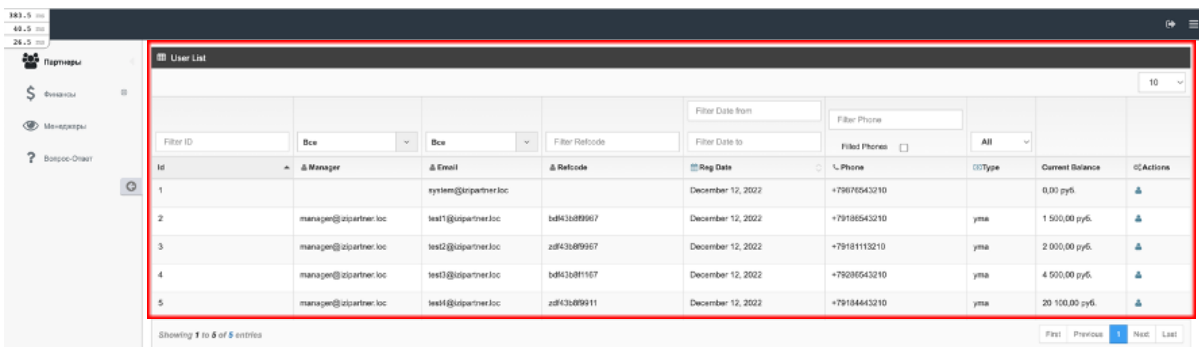 383.5 ms
40.5 ms
26.5 ms
Партнеры
Финансы
Менеджеры
Вопрос-Ответ
User List
10
Filter Date from
Filter Phone
Filter ID
Все
Все
Filter Refcode
Filter Date to
Filled Phones
All
Id Manager Email Refcode Reg Date Phone Type Current Balance Actions
1 system@izipartner.loc December 12, 2022 +79876543210 0,00 руб.
2 manager@izipartner.loc test1@izipartner.loc bdf43b8f9967 December 12, 2022 +79186543210 yma 1 500,00 руб.
3 manager@izipartner.loc test2@izipartner.loc zdf43b8f9967 December 12, 2022 +79181113210 yma 2 000,00 руб.
4 manager@izipartner.loc test3@izipartner.loc bdf43b8f1167 December 12, 2022 +79286543210 yma 4 500,00 руб.
5 manager@izipartner.loc test4@izipartner.loc zdf43b8f9911 December 12, 2022 +79184443210 yma 20 100,00 руб.
Showing 1 to 5 of 5 entries
First Previous 1 Next Last